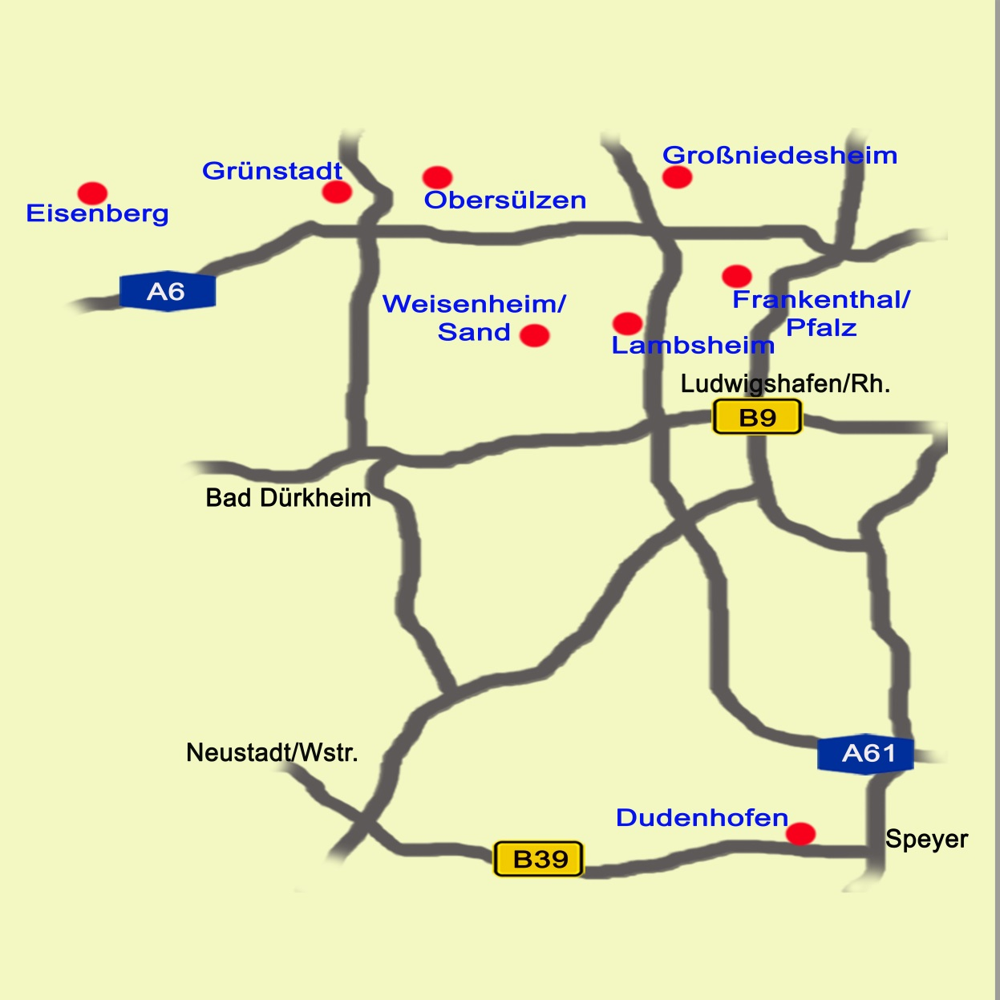 Großniedesheim
Grünstadt
Obersülzen
Eisenberg
A6
Weisenheim/
Sand
Frankenthal/
Pfalz
Lambsheim
Ludwigshafen/Rh.
B9
Bad Dürkheim
Neustadt/Wstr.
A61
Dudenhofen
Speyer
B39